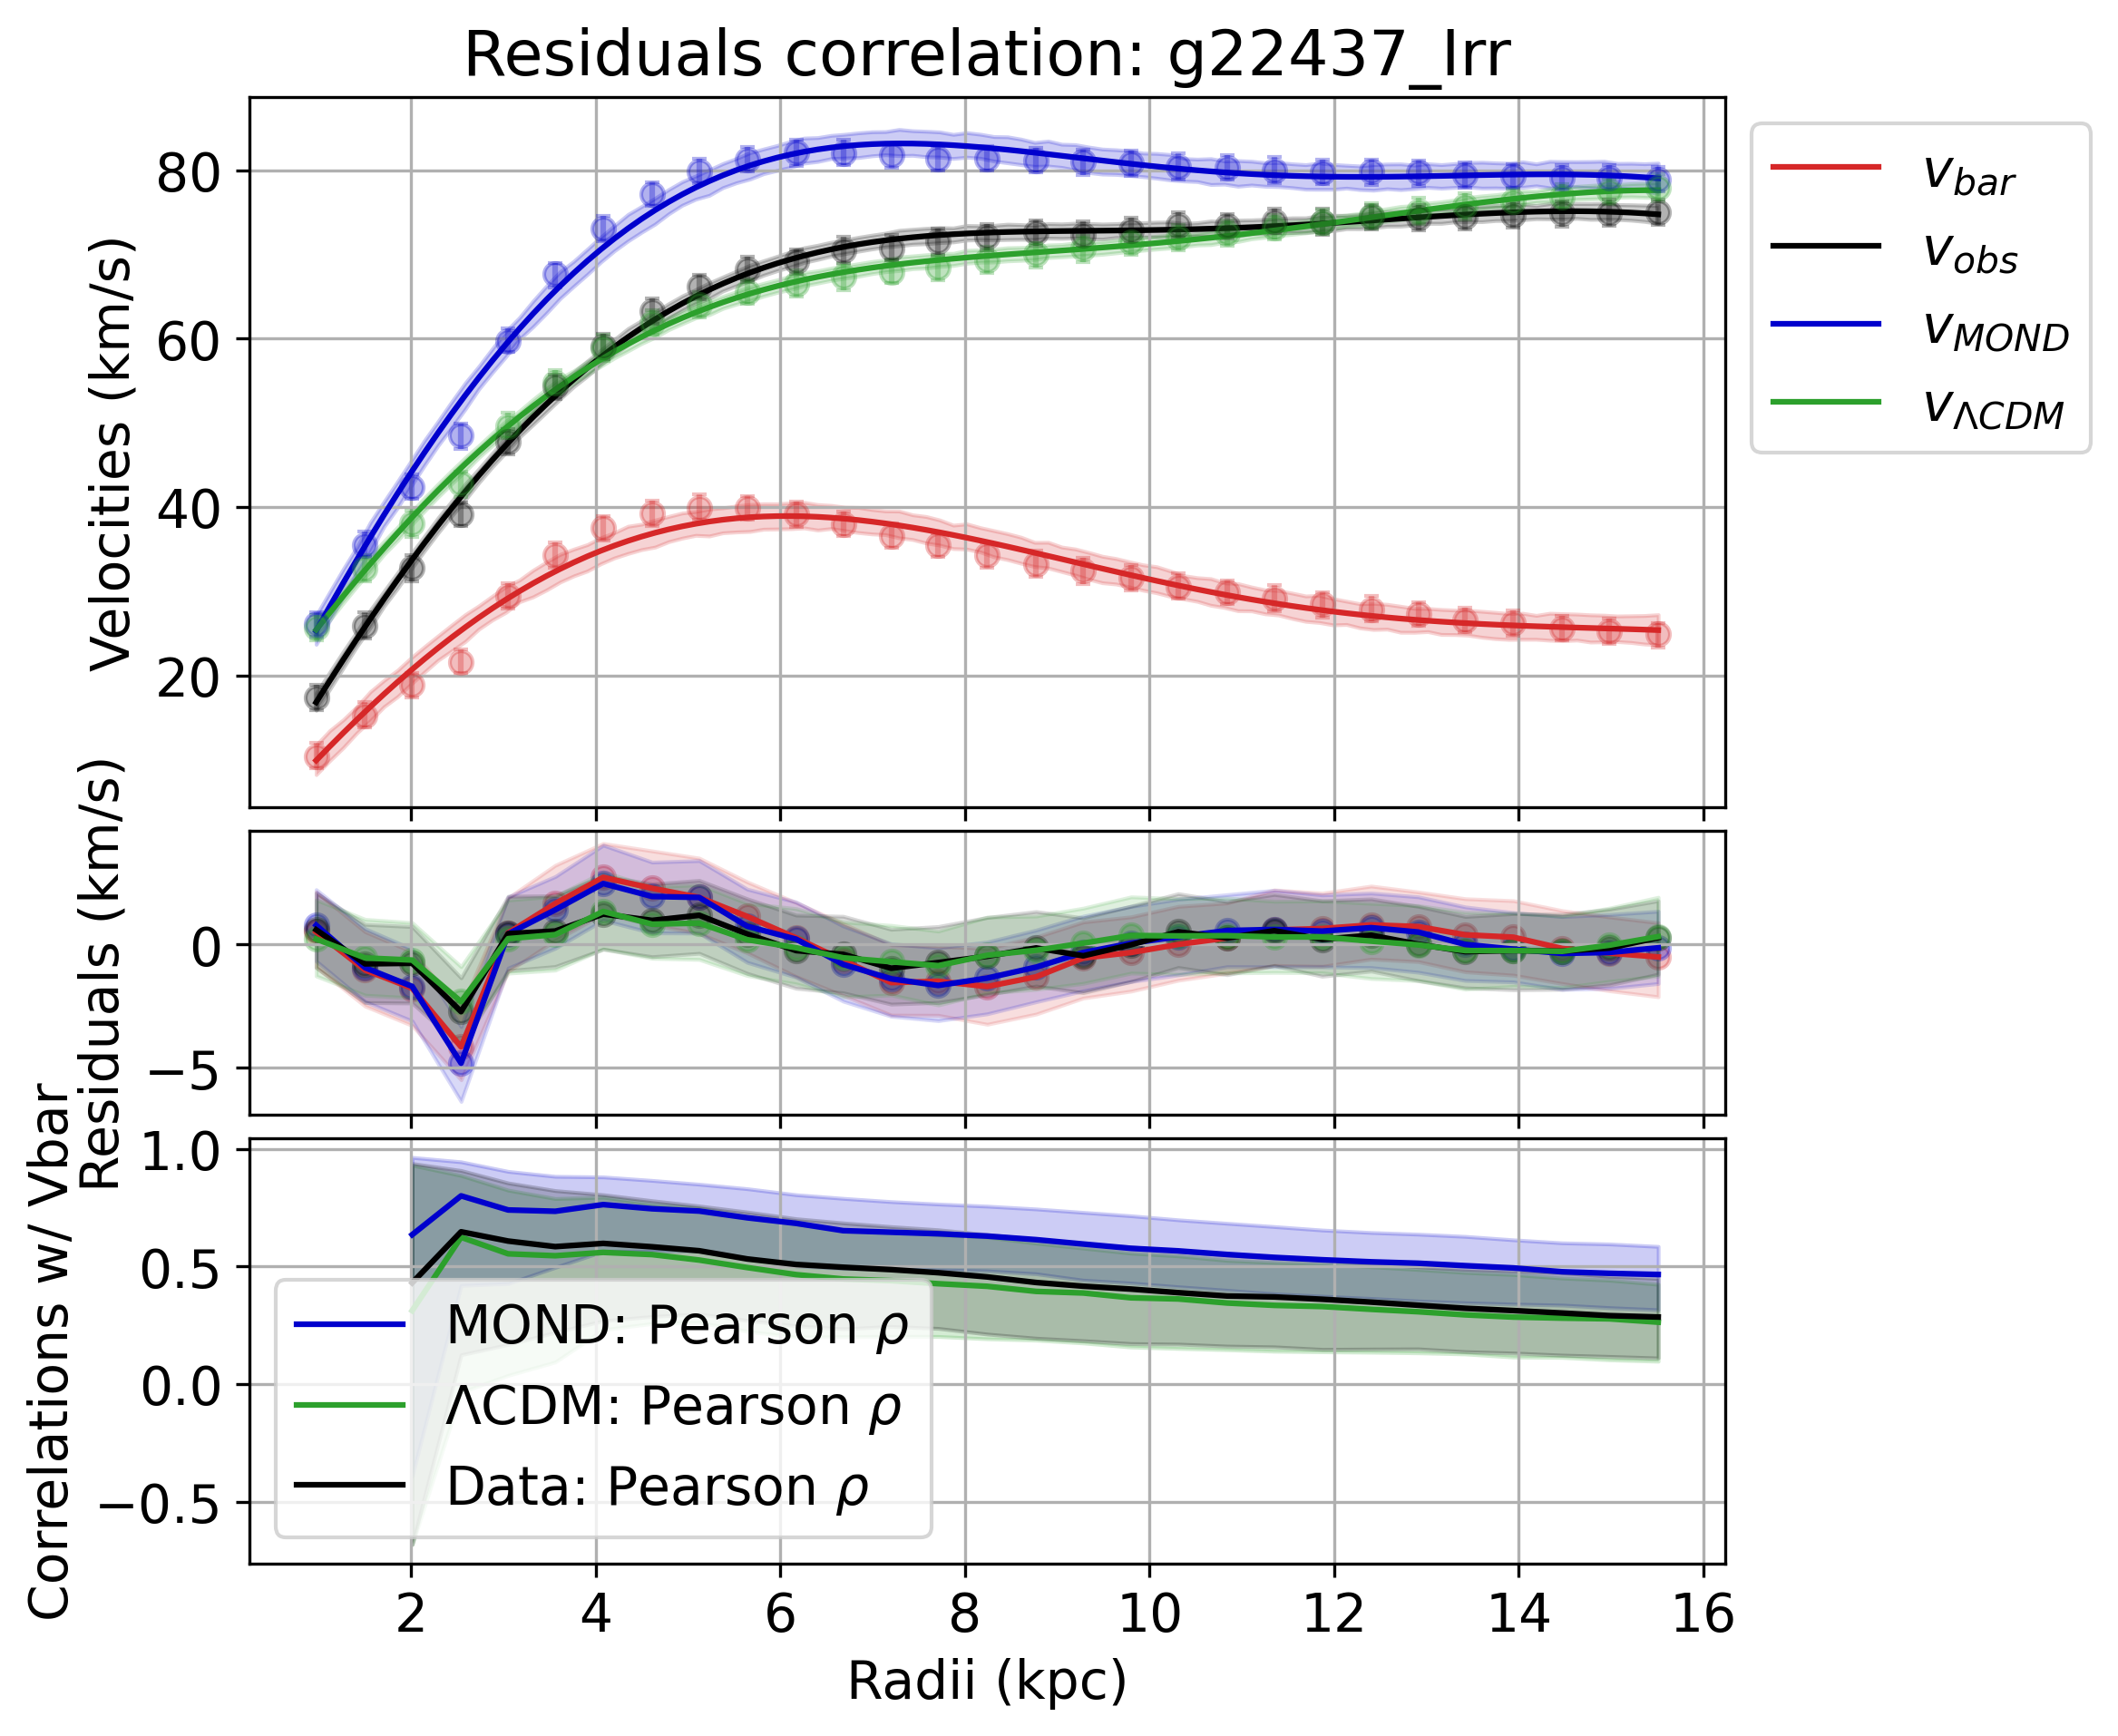 Residuals correlation: g22437_Irr
Velocities (km/s)
80
60
40
20
v_bar
v_obs
v_MOND
v_ΛCDM
Residuals (km/s)
0
−5
Correlations w/ Vbar
1.0
0.5
0.0
−0.5
MOND: Pearson ρ
ΛCDM: Pearson ρ
Data: Pearson ρ
2 4 6 8 10 12 14 16
Radii (kpc)